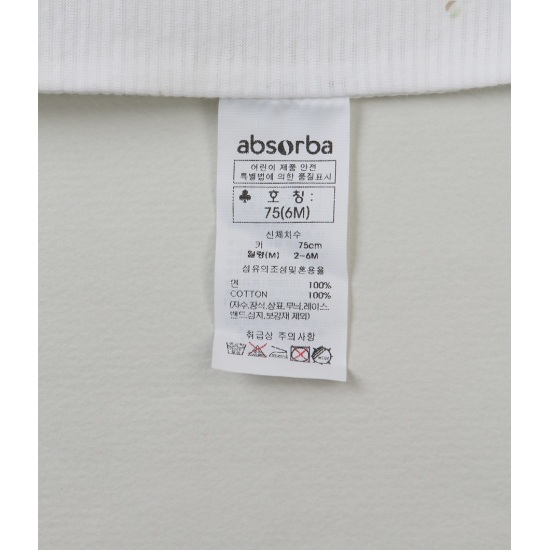 absorba
어린이 제품 안전
특별법에 의한 품질표시
♣ 호 칭 :
75(6M)
신체치수
키 75cm
월령(M) 2-6M
섬유의조성및혼용율
면 100%
COTTON 100%
(자수,장식,상표,무늬,레이스,
밴드,심지,보강재 제외)
취급상 주의사항